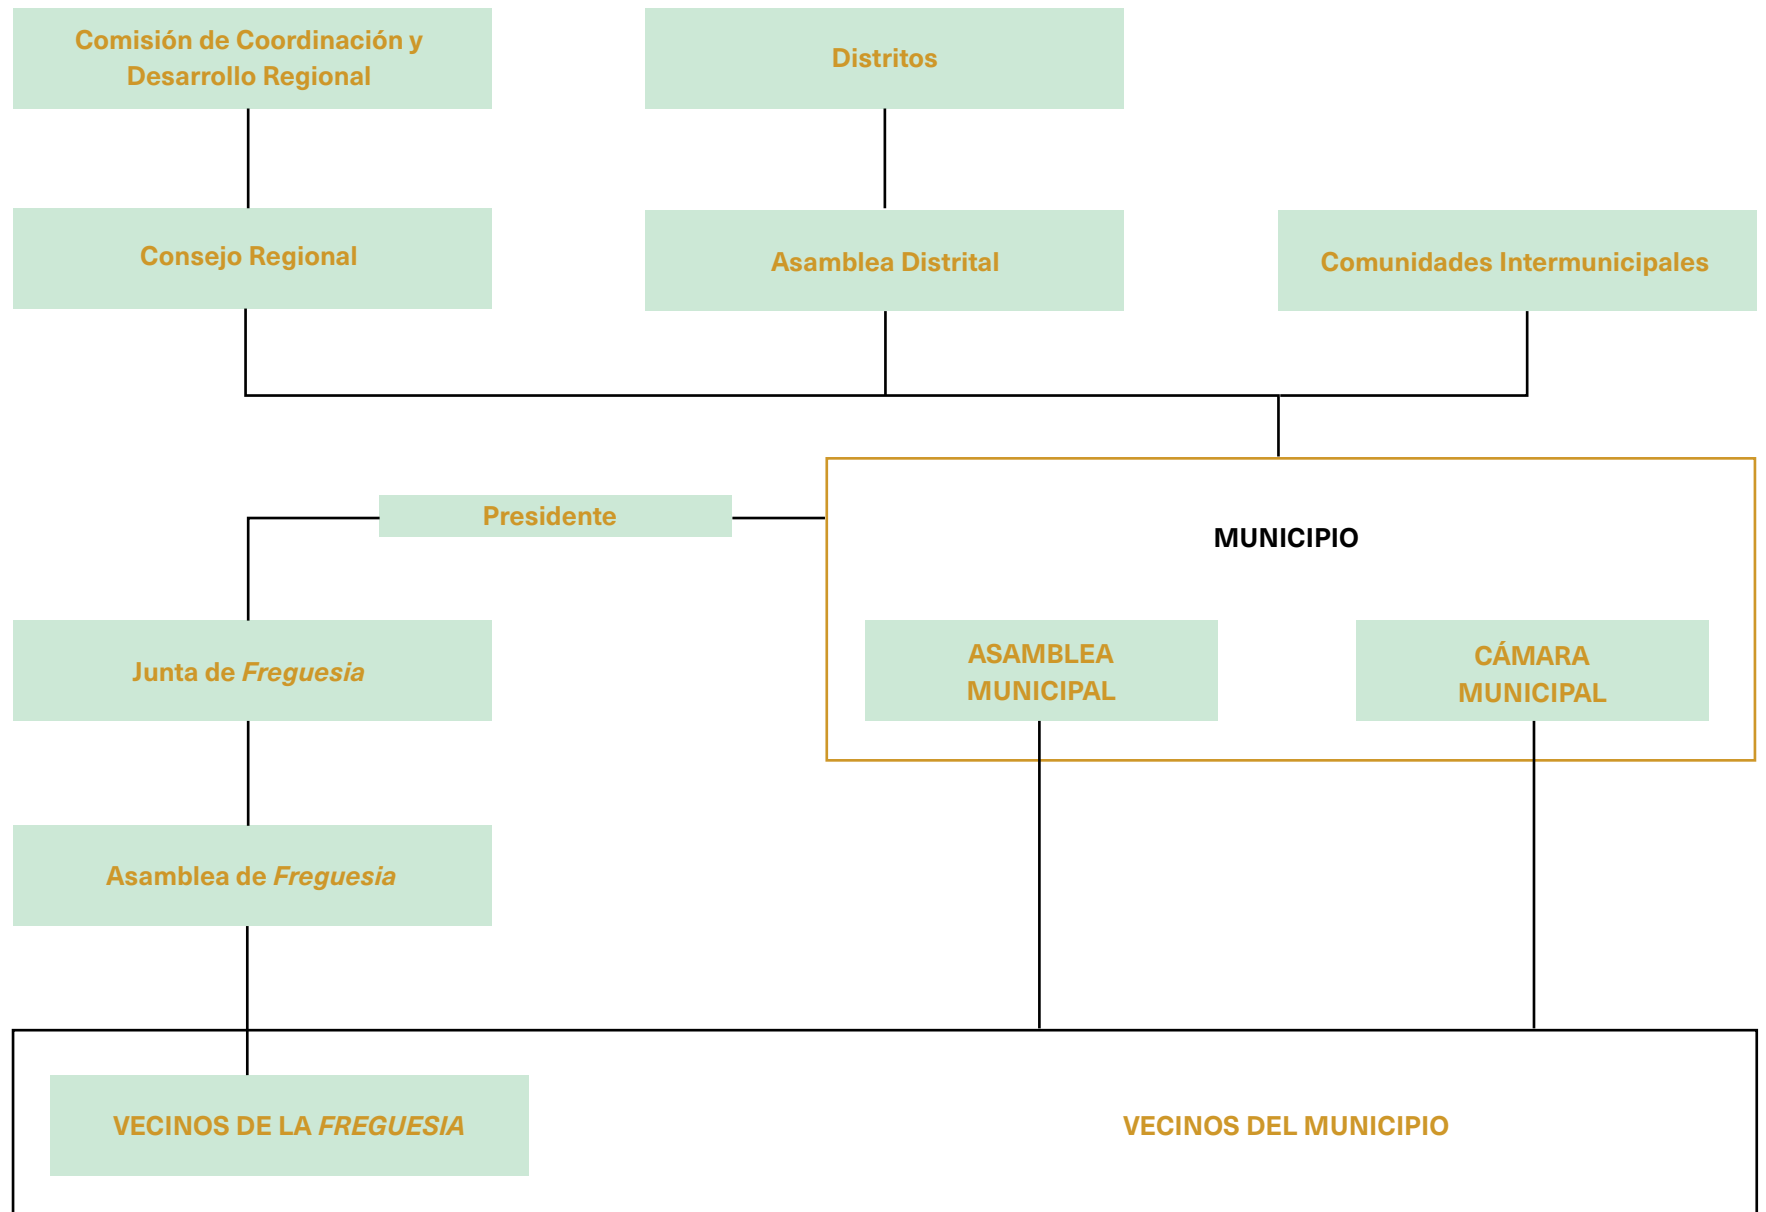 Comisión de Coordinación y
Desarrollo Regional
Distritos
Consejo Regional
Asamblea Distrital
Comunidades Intermunicipales
Presidente
MUNICIPIO
Junta de Freguesia
ASAMBLEA
MUNICIPAL
CÁMARA
MUNICIPAL
Asamblea de Freguesia
VECINOS DE LA FREGUESIA
VECINOS DEL MUNICIPIO